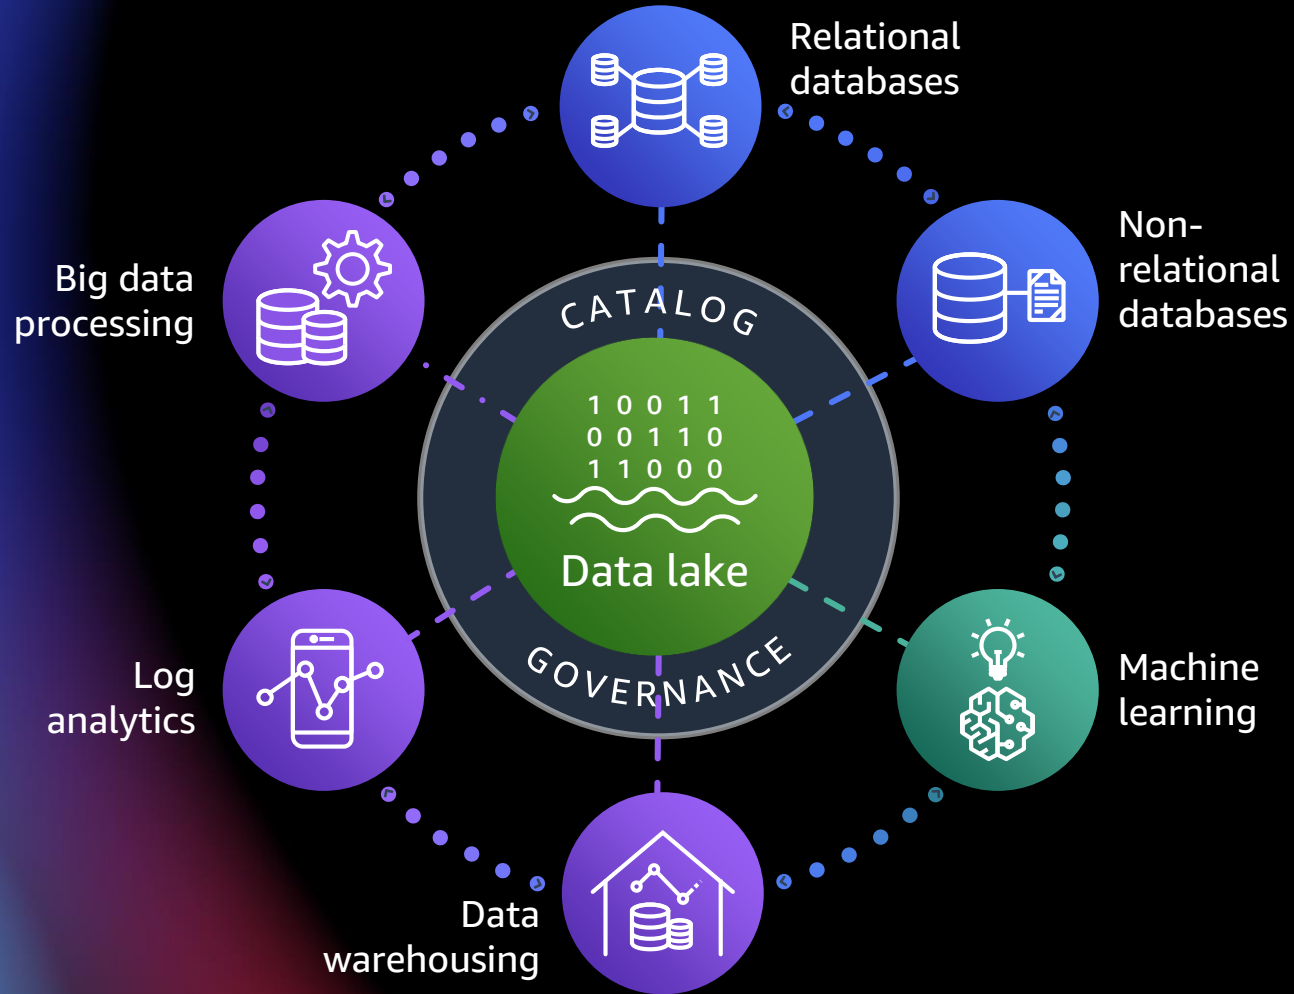 Relational
databases
Non-
relational
databases
Big data
processing
CATALOG
1 0 0 1 1
0 0 1 1 0
1 1 0 0 0
Data lake
GOVERNANCE
Log
analytics
Machine
learning
Data
warehousing